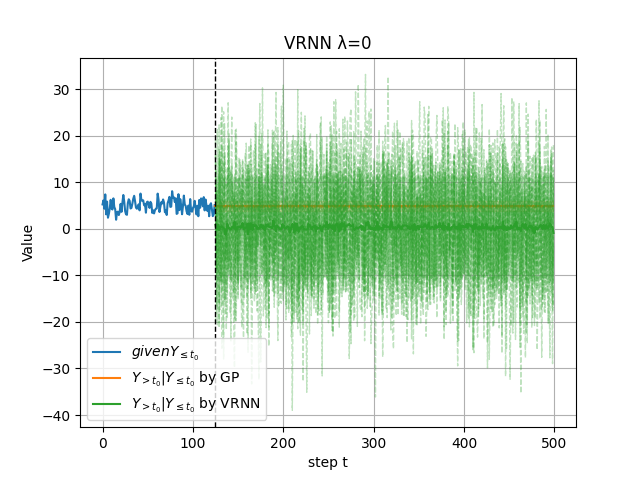 VRNN λ=0
Value
30
20
10
0
−10
−20
−30
−40
givenY≤t₀
Y>t₀|Y≤t₀ by GP
Y>t₀|Y≤t₀ by VRNN
0 100 200 300 400 500
step t